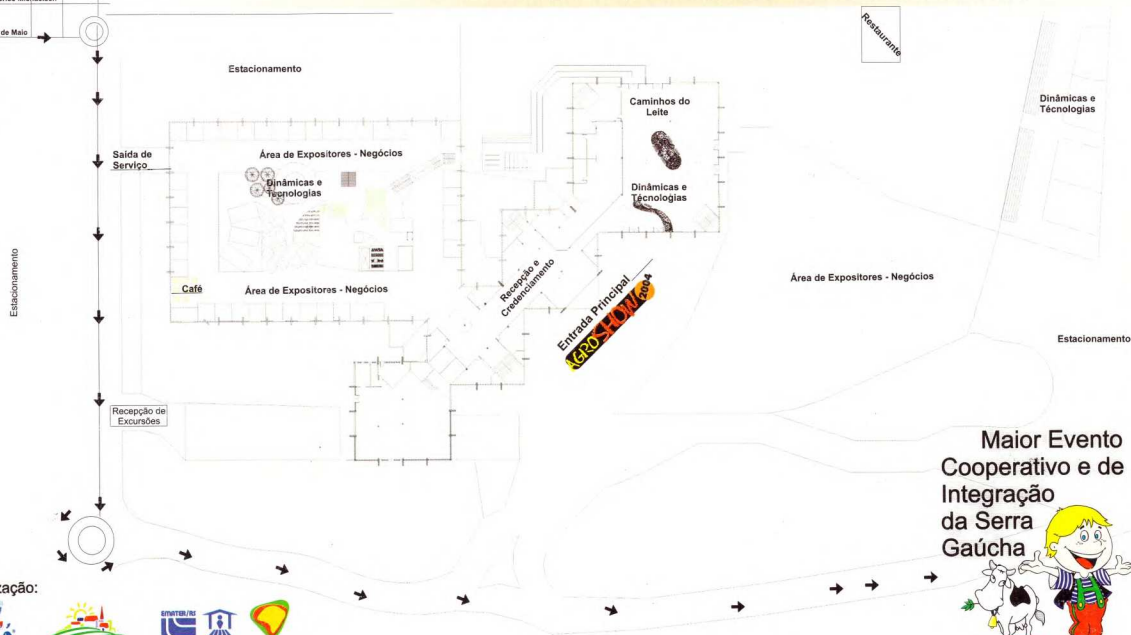 de Maio
Restaurante
Estacionamento
Caminhos do
Leite
Dinâmicas e
Técnologias
Saída de
Serviço
Área de Expositores - Negócios
Dinâmicas e
Técnologias
Dinâmicas e
Técnologias
Estacionamento
Café
Área de Expositores - Negócios
Recepção e
Credenciamento
Entrada Principal
AGROSHOW 2004
Área de Expositores - Negócios
Estacionamento
Recepção de
Excursões
Maior Evento
Cooperativo e de
Integração
da Serra
Gaúcha
zação:
EMATER/RS